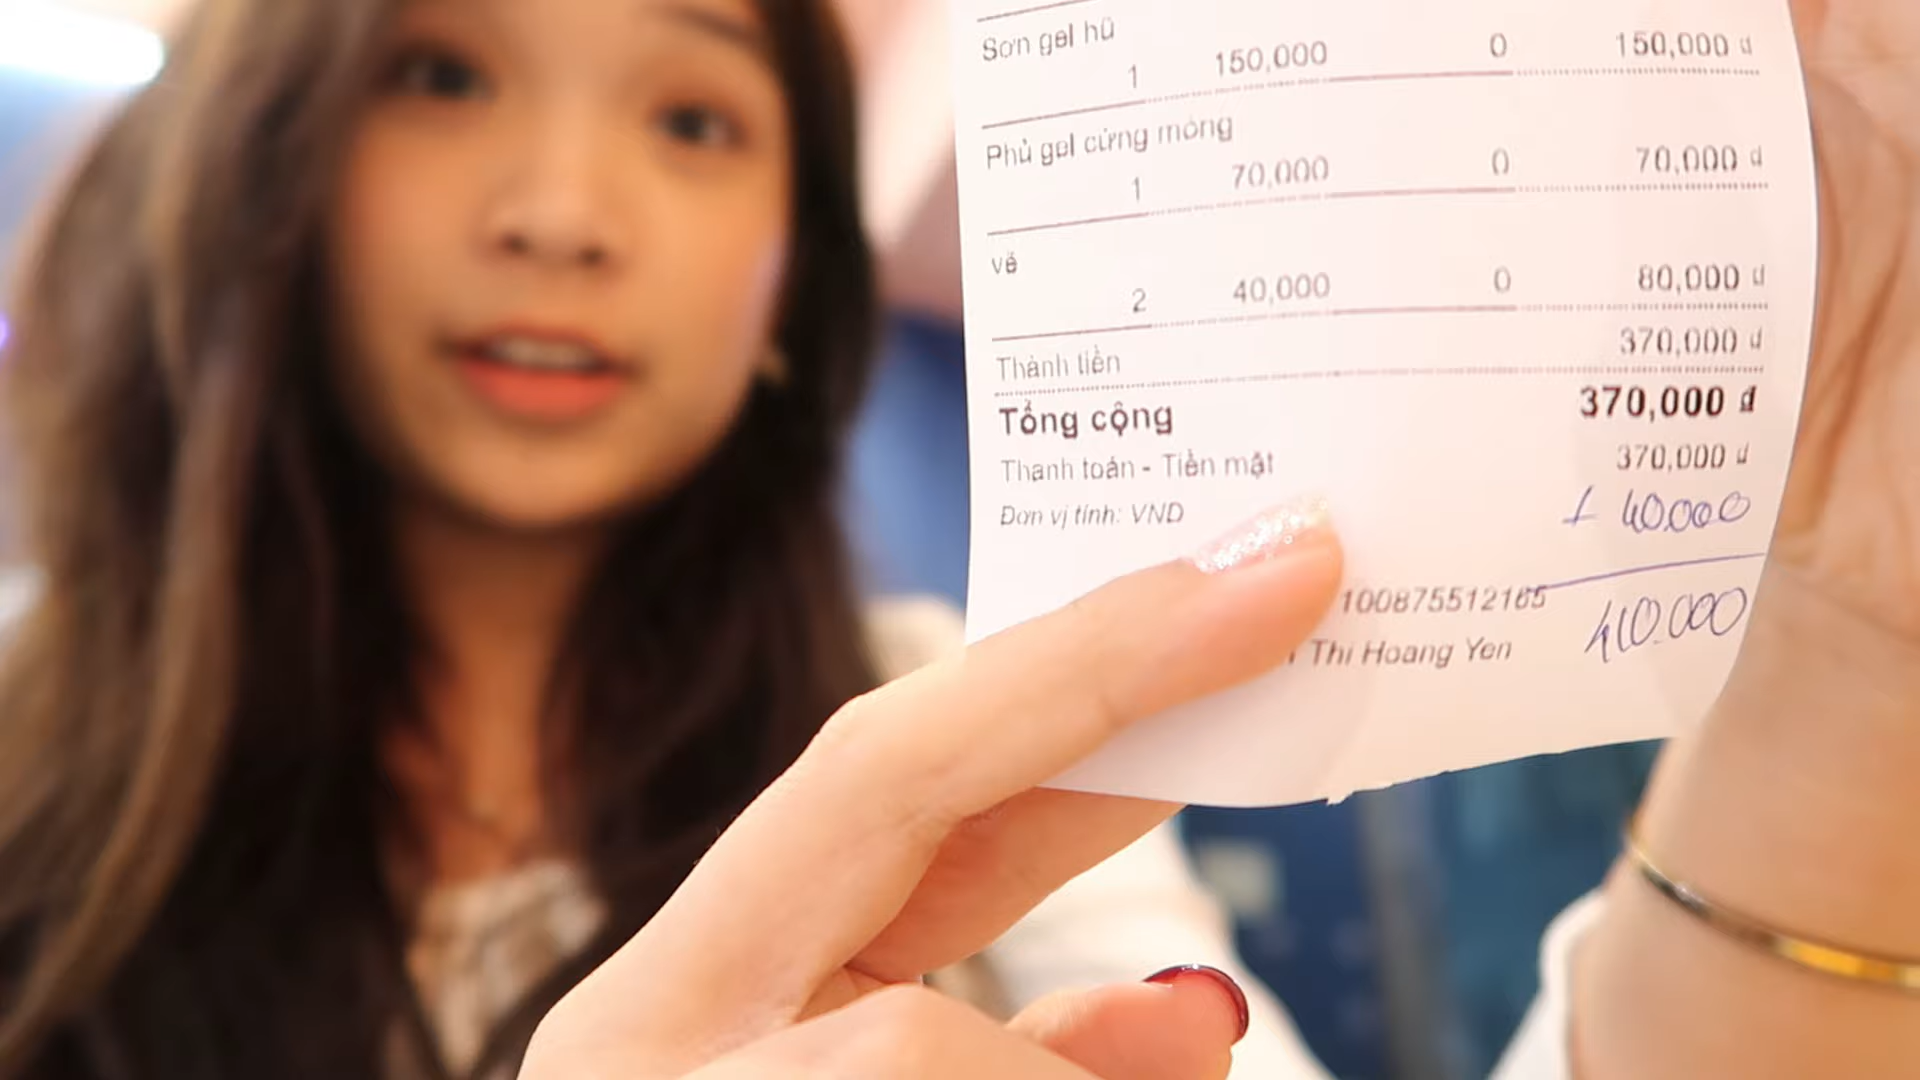 Sơn gel hũ
1 150,000 0 150,000 đ
Phủ gel cứng móng
1 70,000 0 70,000 đ
vẽ
2 40,000 0 80,000 đ
Thành tiền 370,000 đ
Tổng cộng 370,000 đ
Thanh toán - Tiền mặt 370,000 đ
Đơn vị tính: VND + 40.000
100875512165
Thi Hoang Yen 410.000